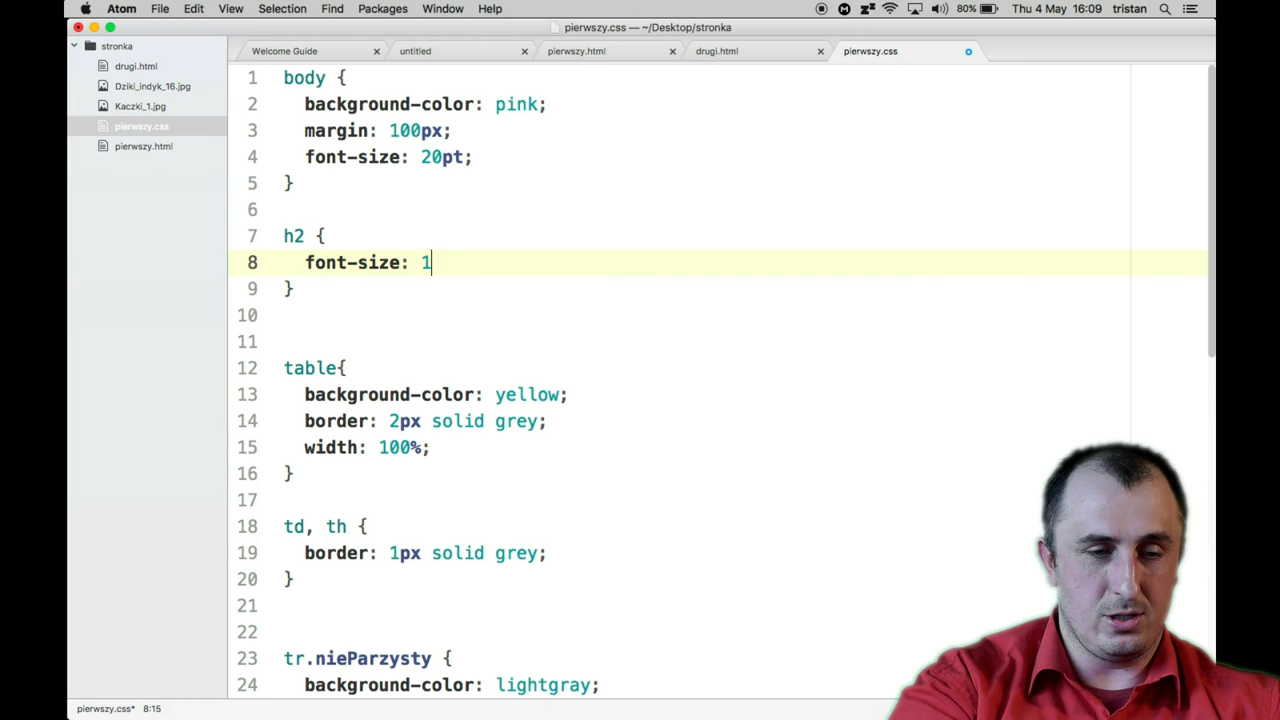 Atom File Edit View Selection Find Packages Window Help 80% Thu 4 May 16:09 tristan
pierwszy.css — ~/Desktop/stronka
stronka
drugi.html
Dziki_indyk_16.jpg
Kaczki_1.jpg
pierwszy.css
pierwszy.html
Welcome Guide untitled pierwszy.html drugi.html pierwszy.css
1 body {
2 background-color: pink;
3 margin: 100px;
4 font-size: 20pt;
5 }
6
7 h2 {
8 font-size: 1
9 }
10
11
12 table{
13 background-color: yellow;
14 border: 2px solid grey;
15 width: 100%;
16 }
17
18 td, th {
19 border: 1px solid grey;
20 }
21
22
23 tr.nieParzysty {
24 background-color: lightgray;
pierwszy.css* 8:15